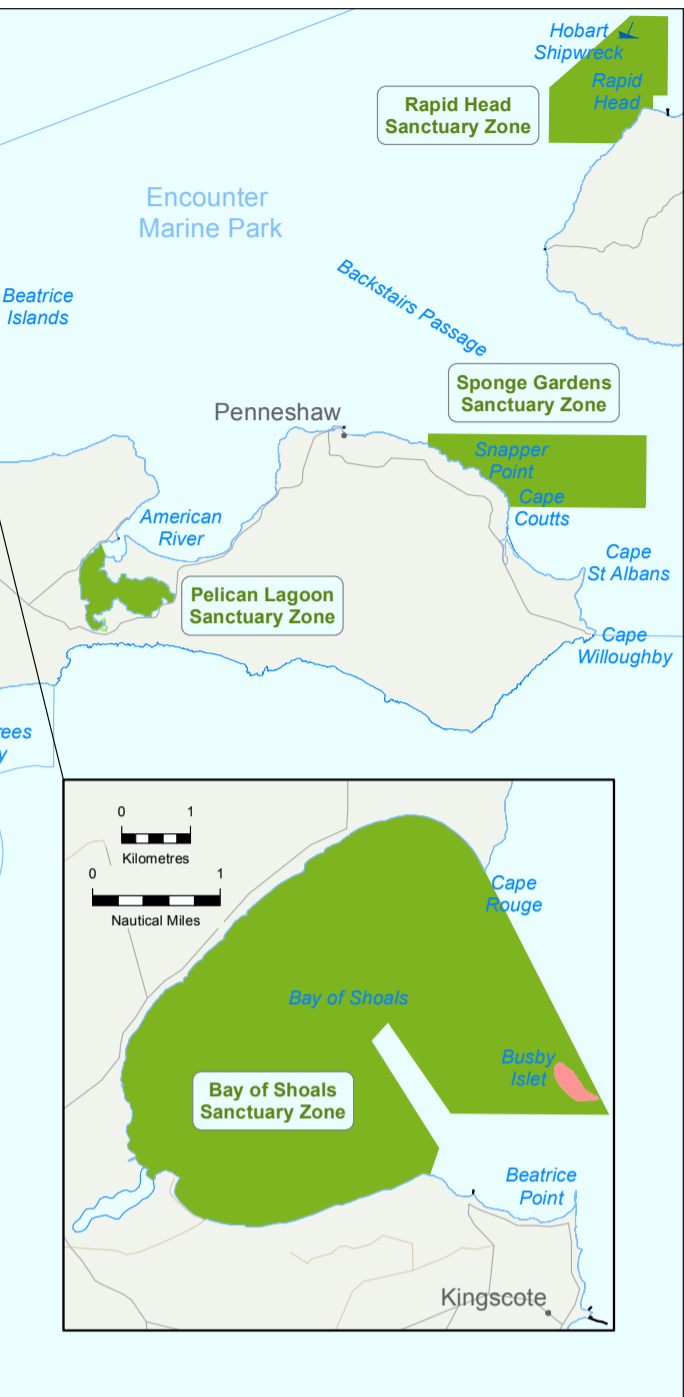 Hobart
Shipwreck
Rapid
Head
Rapid Head
Sanctuary Zone
Encounter
Marine Park
Beatrice
Islands
Backstairs Passage
Sponge Gardens
Sanctuary Zone
Penneshaw
Snapper
Point
Cape
Coutts
American
River
Cape
St Albans
Pelican Lagoon
Sanctuary Zone
Cape
Willoughby
0 1
Kilometres
0 1
Nautical Miles
Cape
Rouge
Bay of Shoals
Busby
Islet
Bay of Shoals
Sanctuary Zone
Beatrice
Point
Kingscote